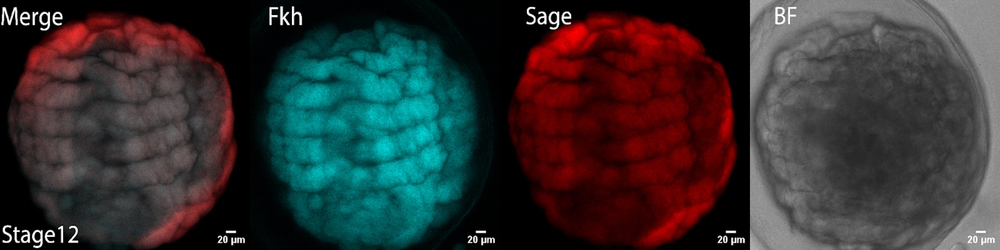 Merge
Fkh
Sage
BF
Stage12
20 µm
20 µm
20 µm
20 µm